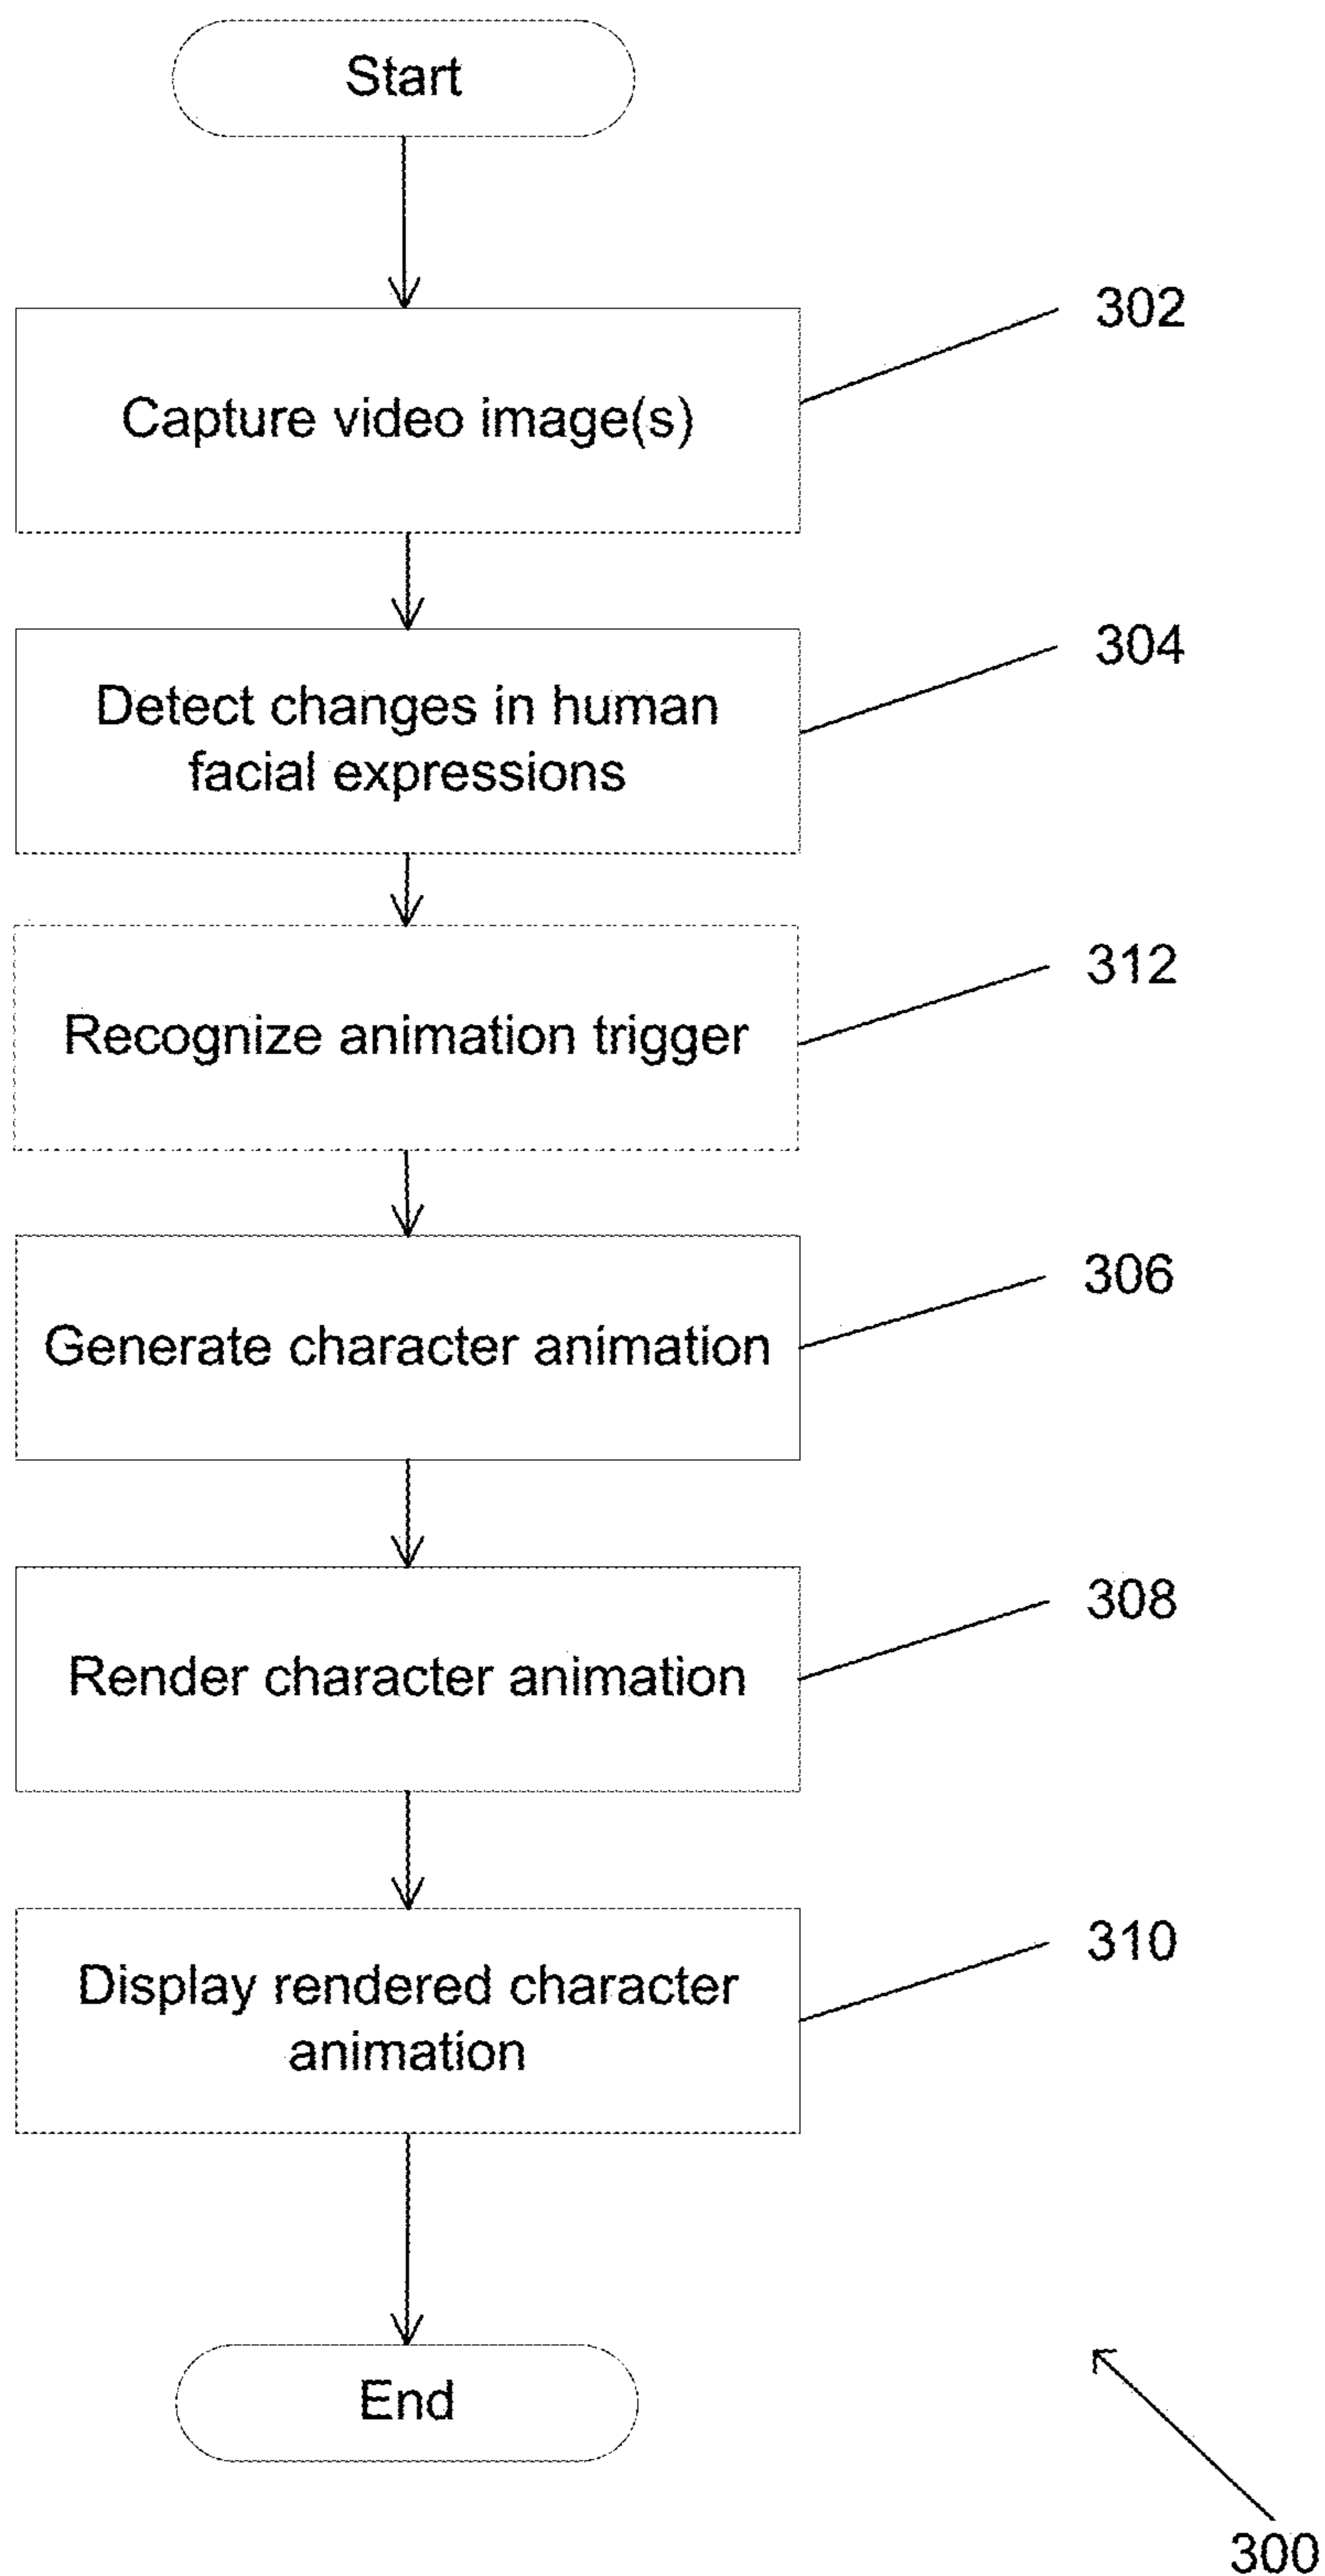 Start
Capture video image(s)
302
Detect changes in human
facial expressions
304
Recognize animation trigger
312
Generate character animation
306
Render character animation
308
Display rendered character
animation
310
End
300